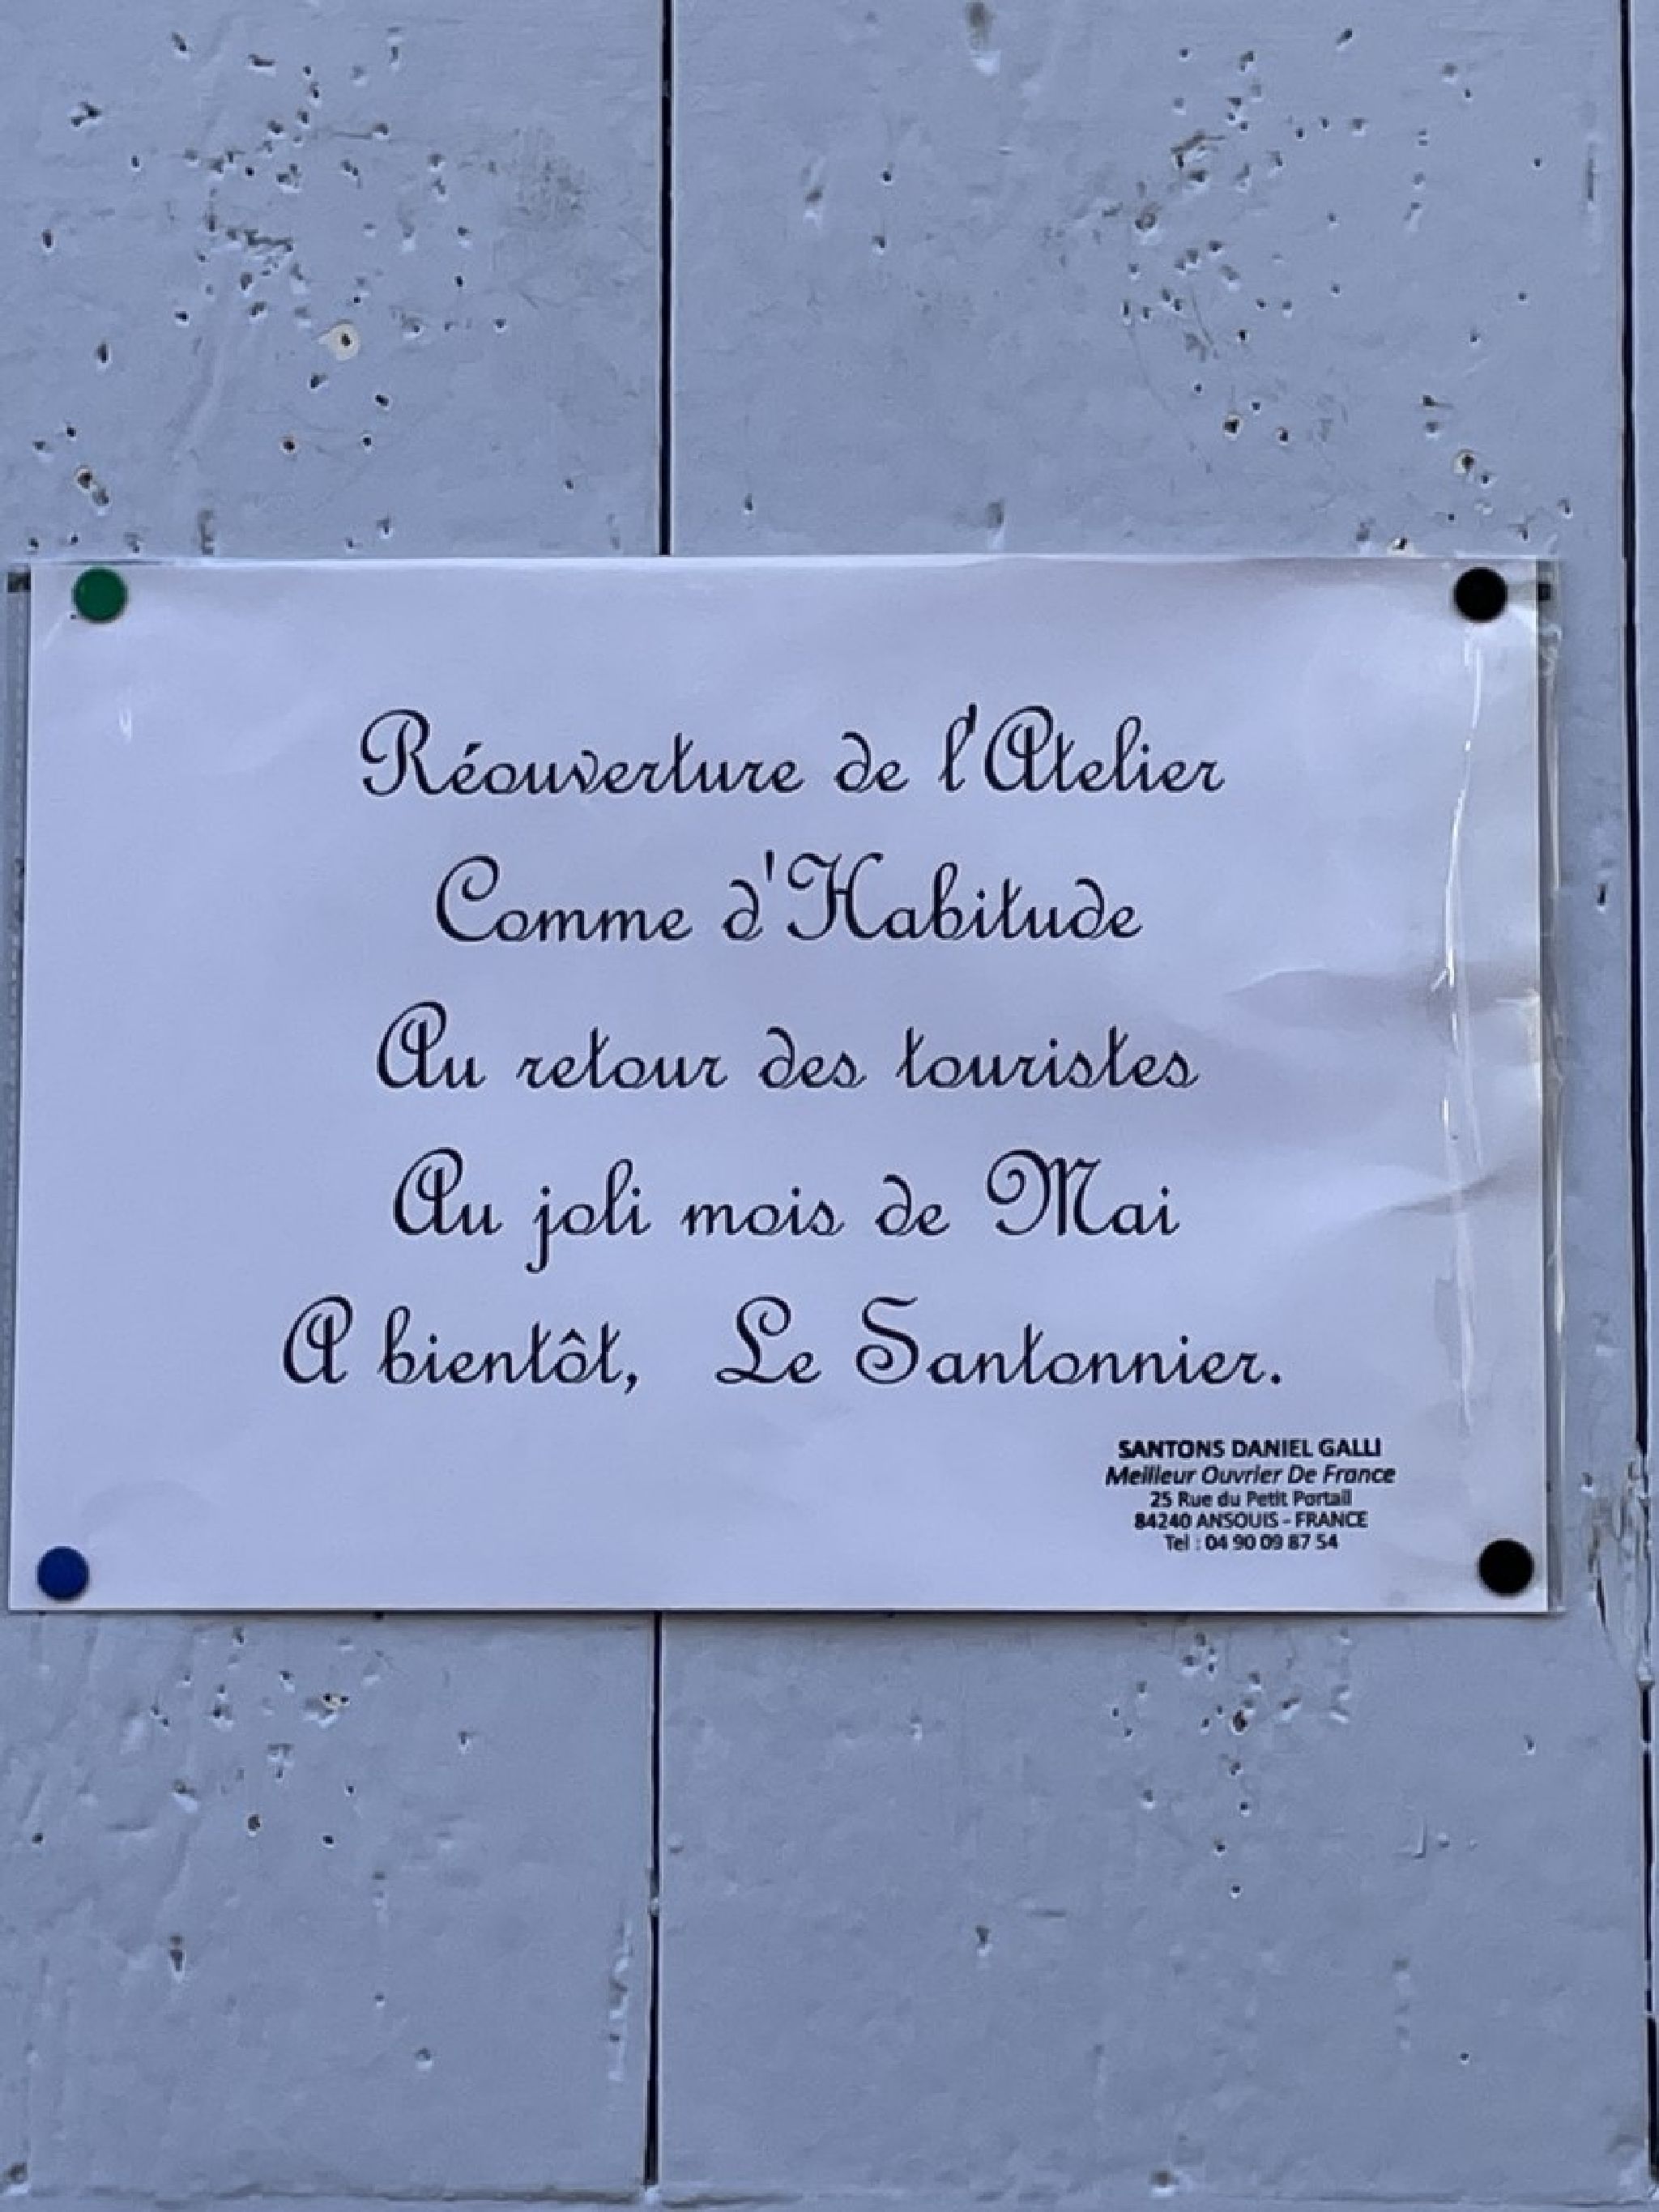 Réouverture de l'Atelier
Comme d'Habitude
Au retour des touristes
Au joli mois de Mai
A bientôt, Le Santonnier.
SANTONS DANIEL GALLI
Meilleur Ouvrier De France
25 Rue du Petit Portail
84240 ANSOUIS - FRANCE
Tel : 04 90 09 87 54